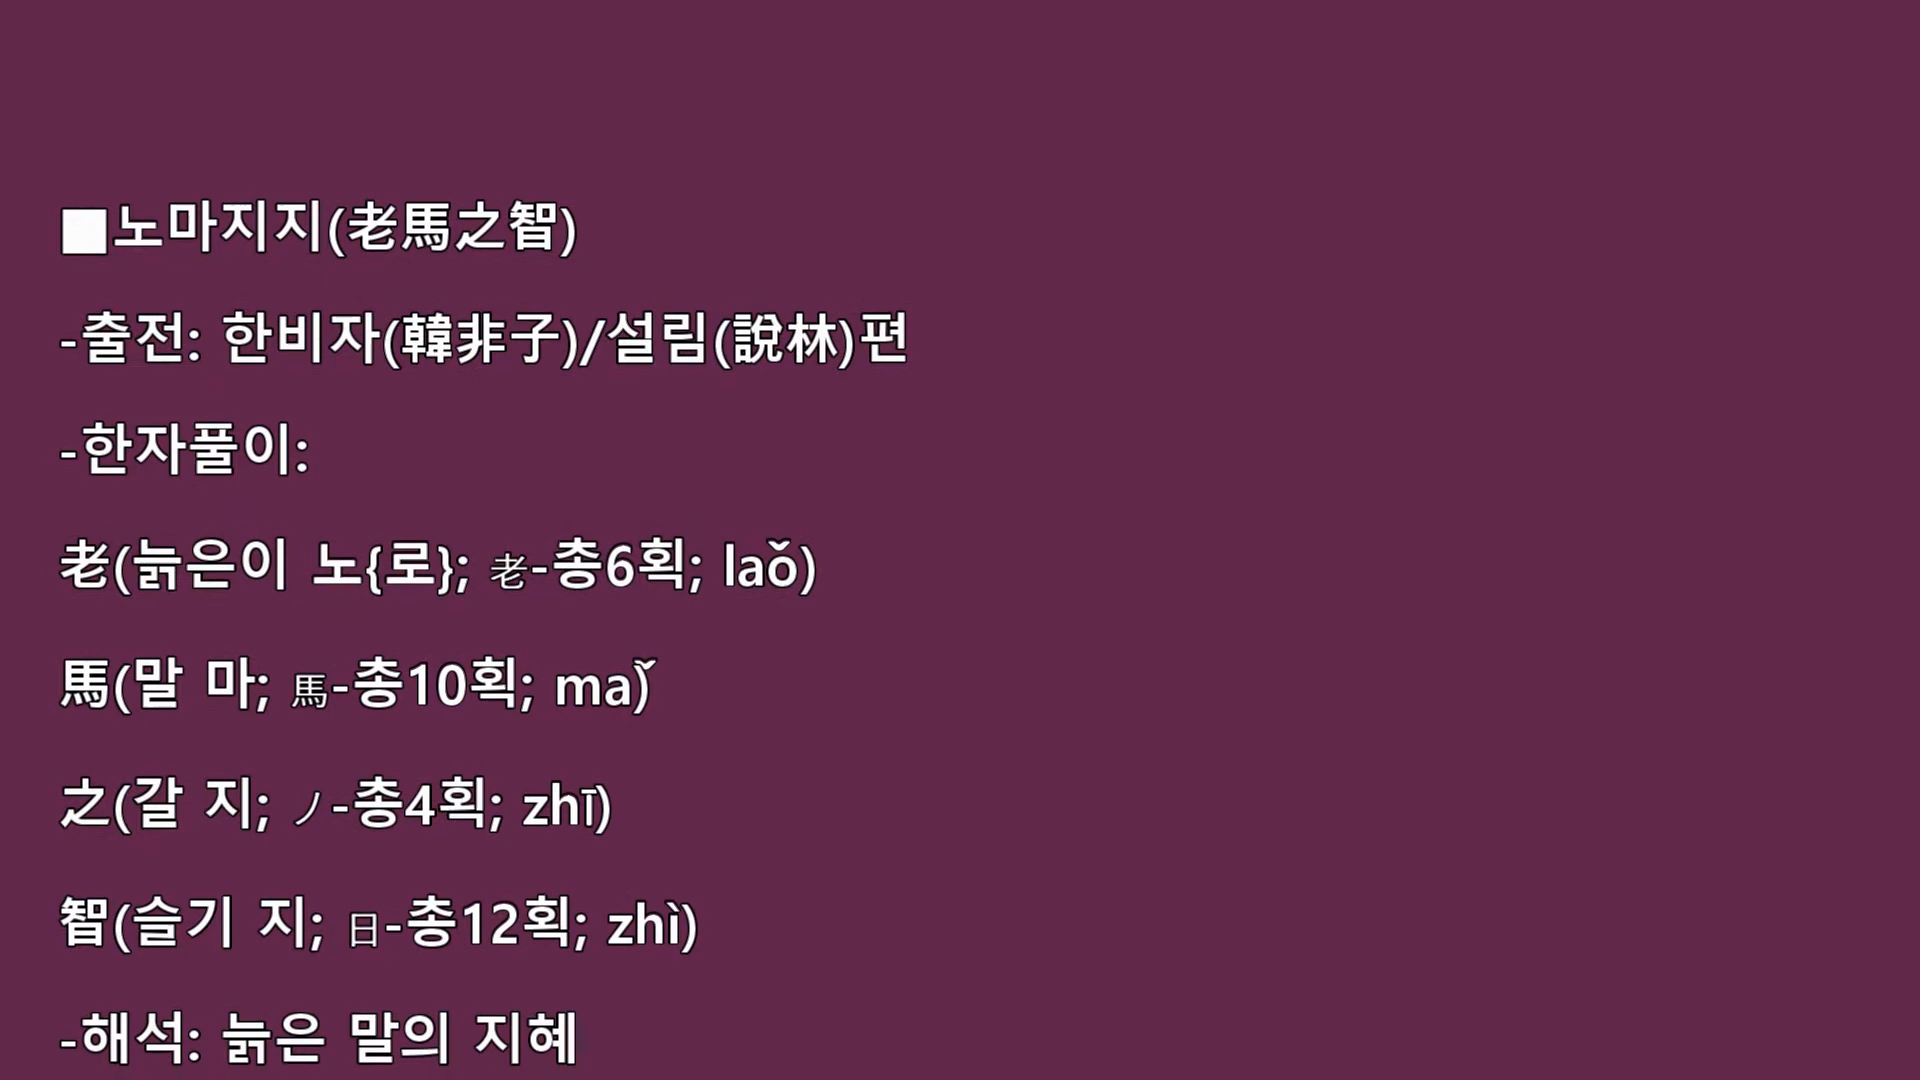 ■노마지지(老馬之智)
-출전: 한비자(韓非子)/설림(說林)편
-한자풀이:
老(늙은이 노{로}; 老-총6획; laǒ)
馬(말 마; 馬-총10획; ma)̌
之(갈 지; ノ-총4획; zhī)
智(슬기 지; 日-총12획; zhì)
-해석: 늙은 말의 지혜